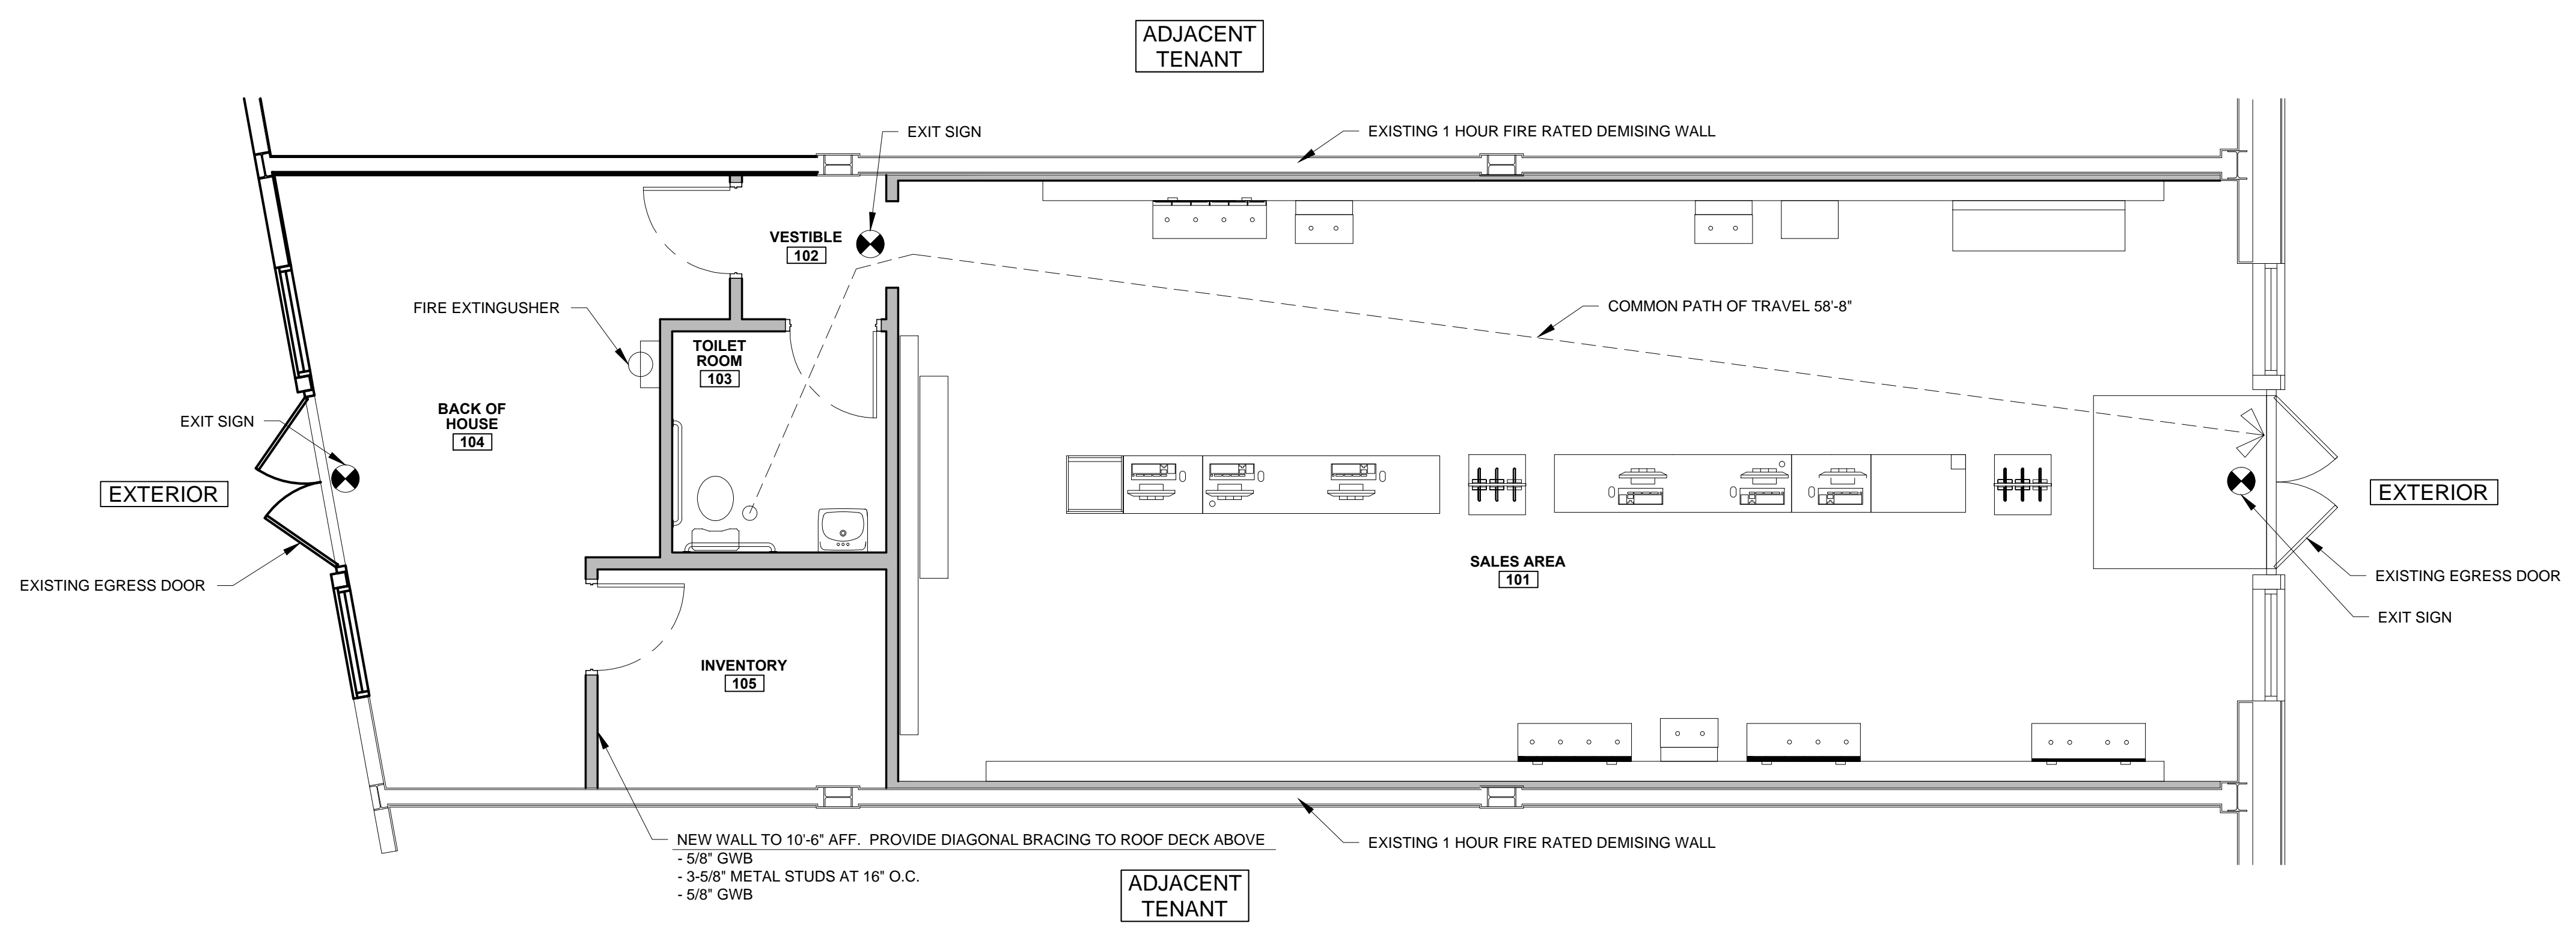 ADJACENT
TENANT
EXIT SIGN
EXISTING 1 HOUR FIRE RATED DEMISING WALL
VESTIBLE
102
FIRE EXTINGUSHER
COMMON PATH OF TRAVEL 58'-8"
TOILET
ROOM
103
BACK OF
HOUSE
104
EXIT SIGN
EXTERIOR
EXTERIOR
SALES AREA
101
EXISTING EGRESS DOOR
EXISTING EGRESS DOOR
EXIT SIGN
INVENTORY
105
NEW WALL TO 10'-6" AFF.  PROVIDE DIAGONAL BRACING TO ROOF DECK ABOVE
- 5/8" GWB
- 3-5/8" METAL STUDS AT 16" O.C.
- 5/8" GWB
EXISTING 1 HOUR FIRE RATED DEMISING WALL
ADJACENT
TENANT